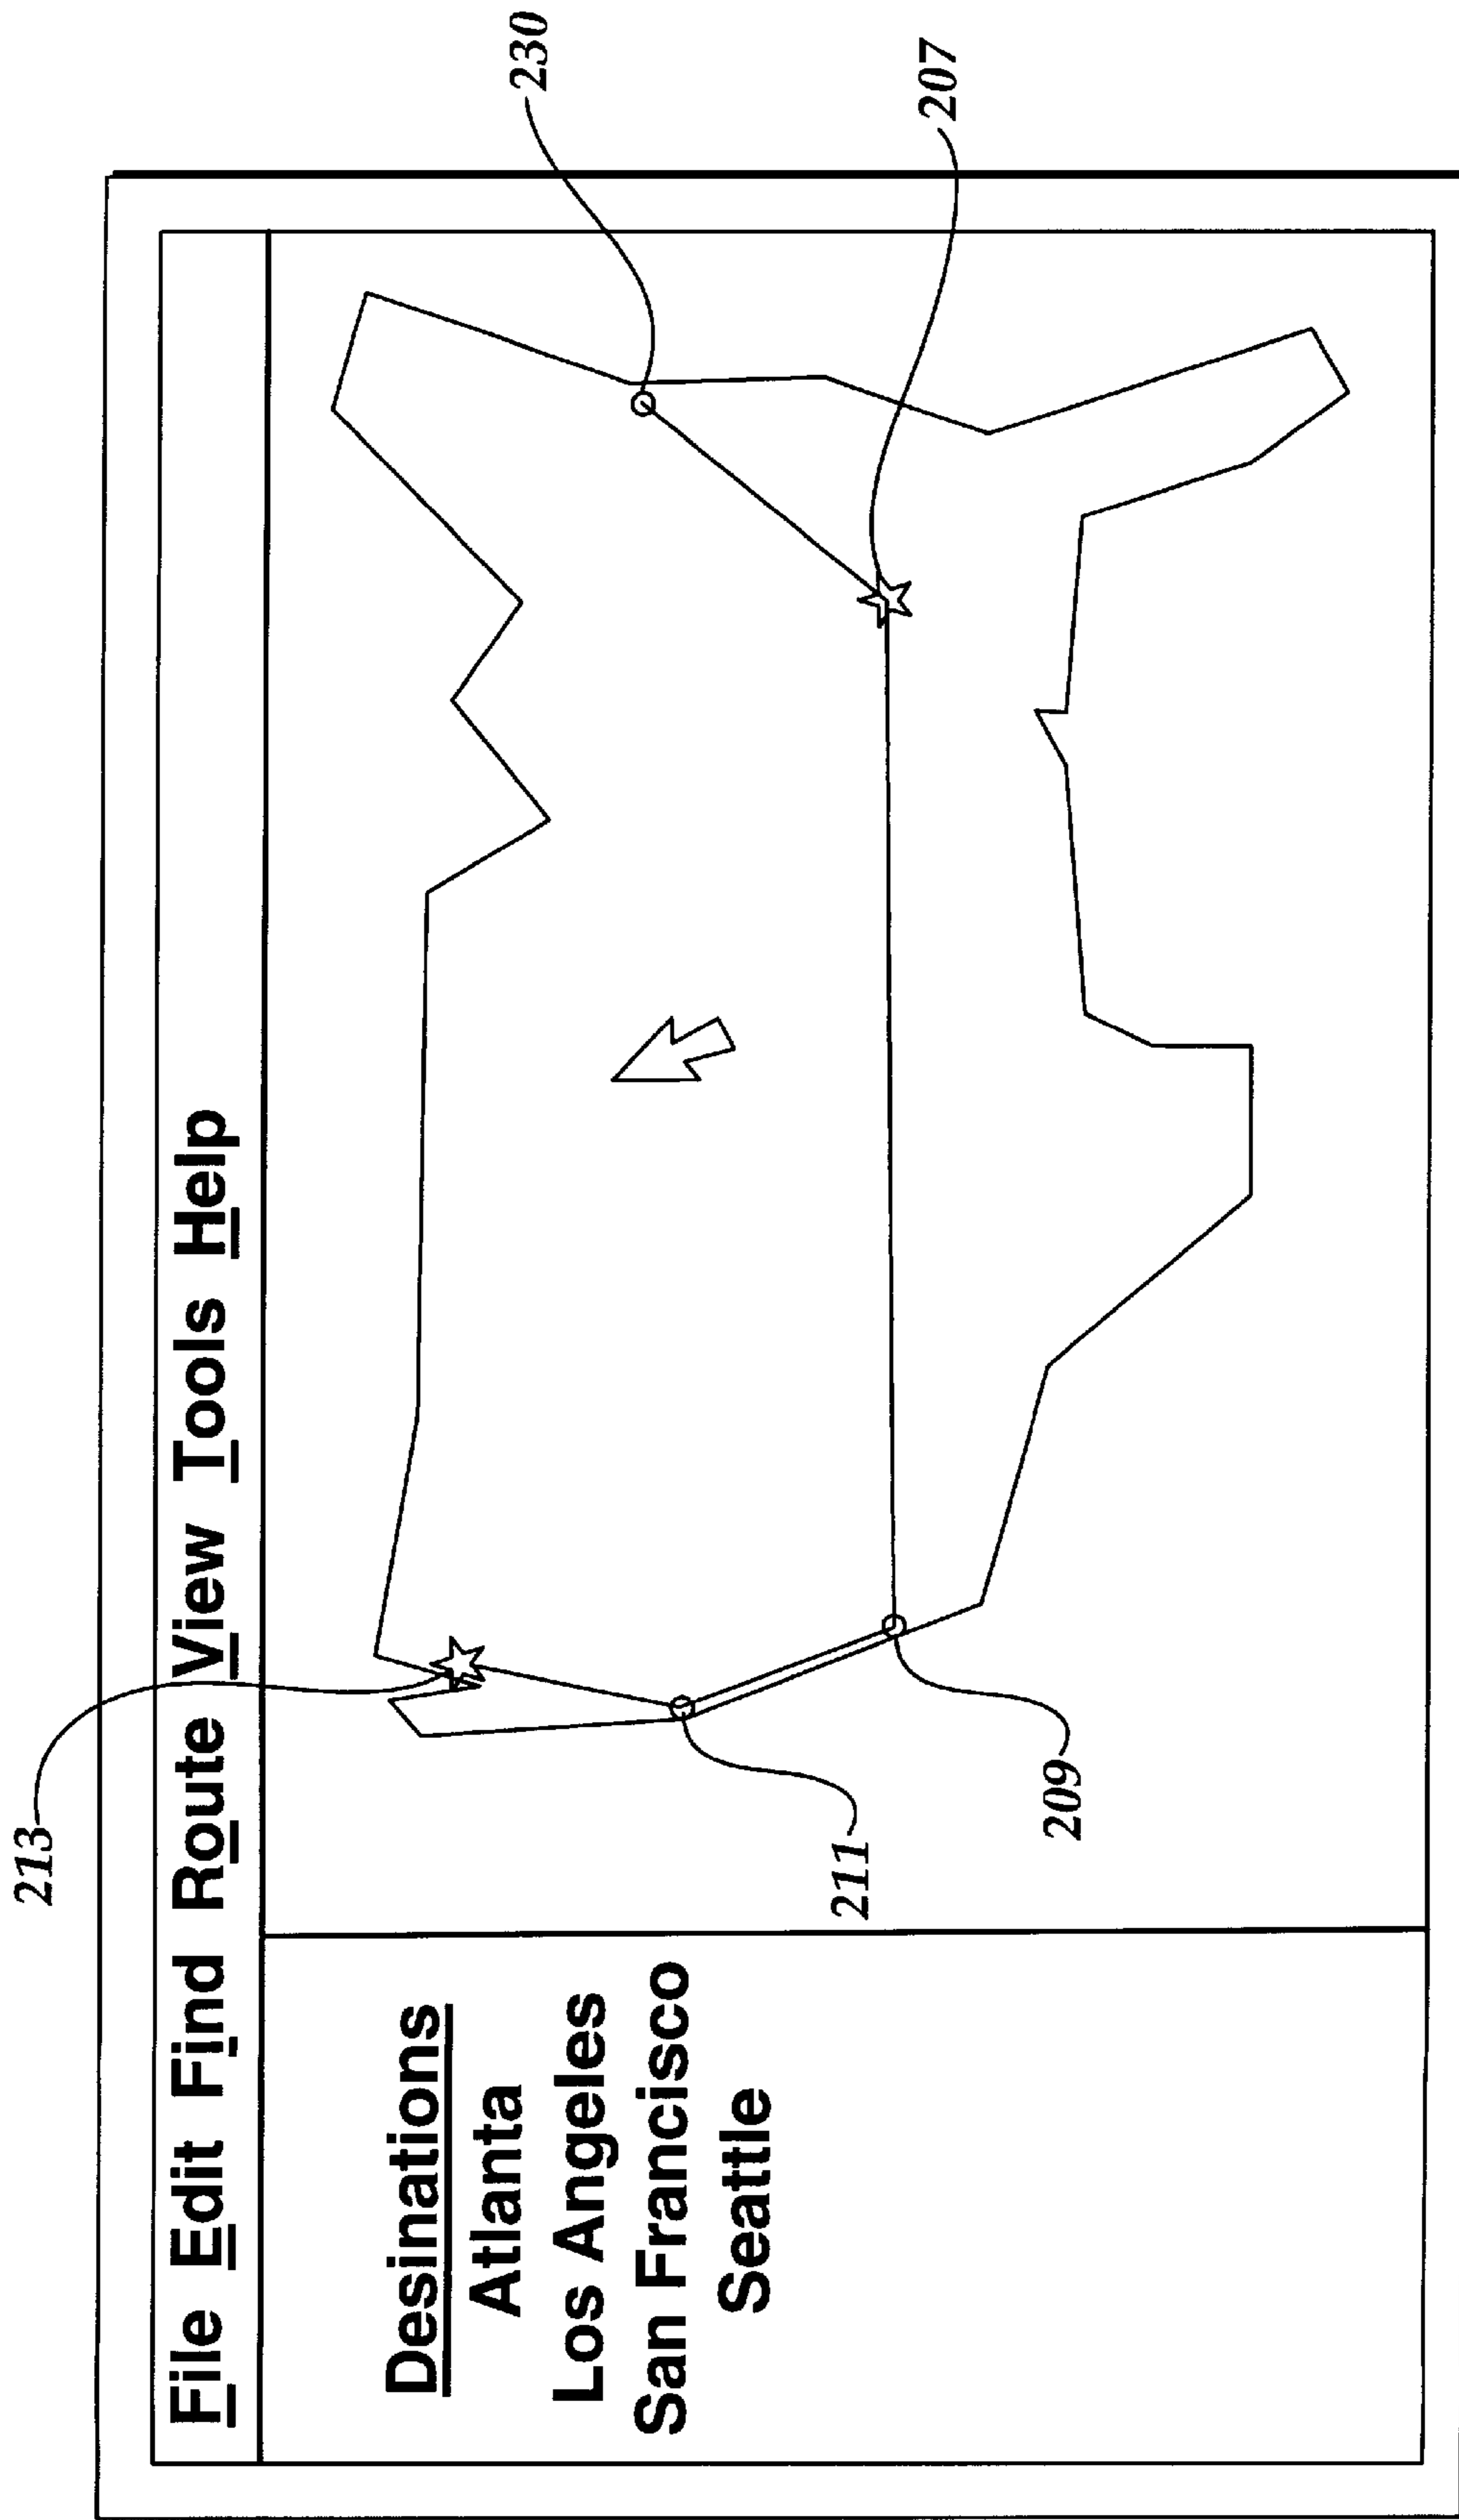 File Edit Find Route View Tools Help
Desinations
Atlanta
Los Angeles
San Francisco
Seattle
213
230
207
211
209